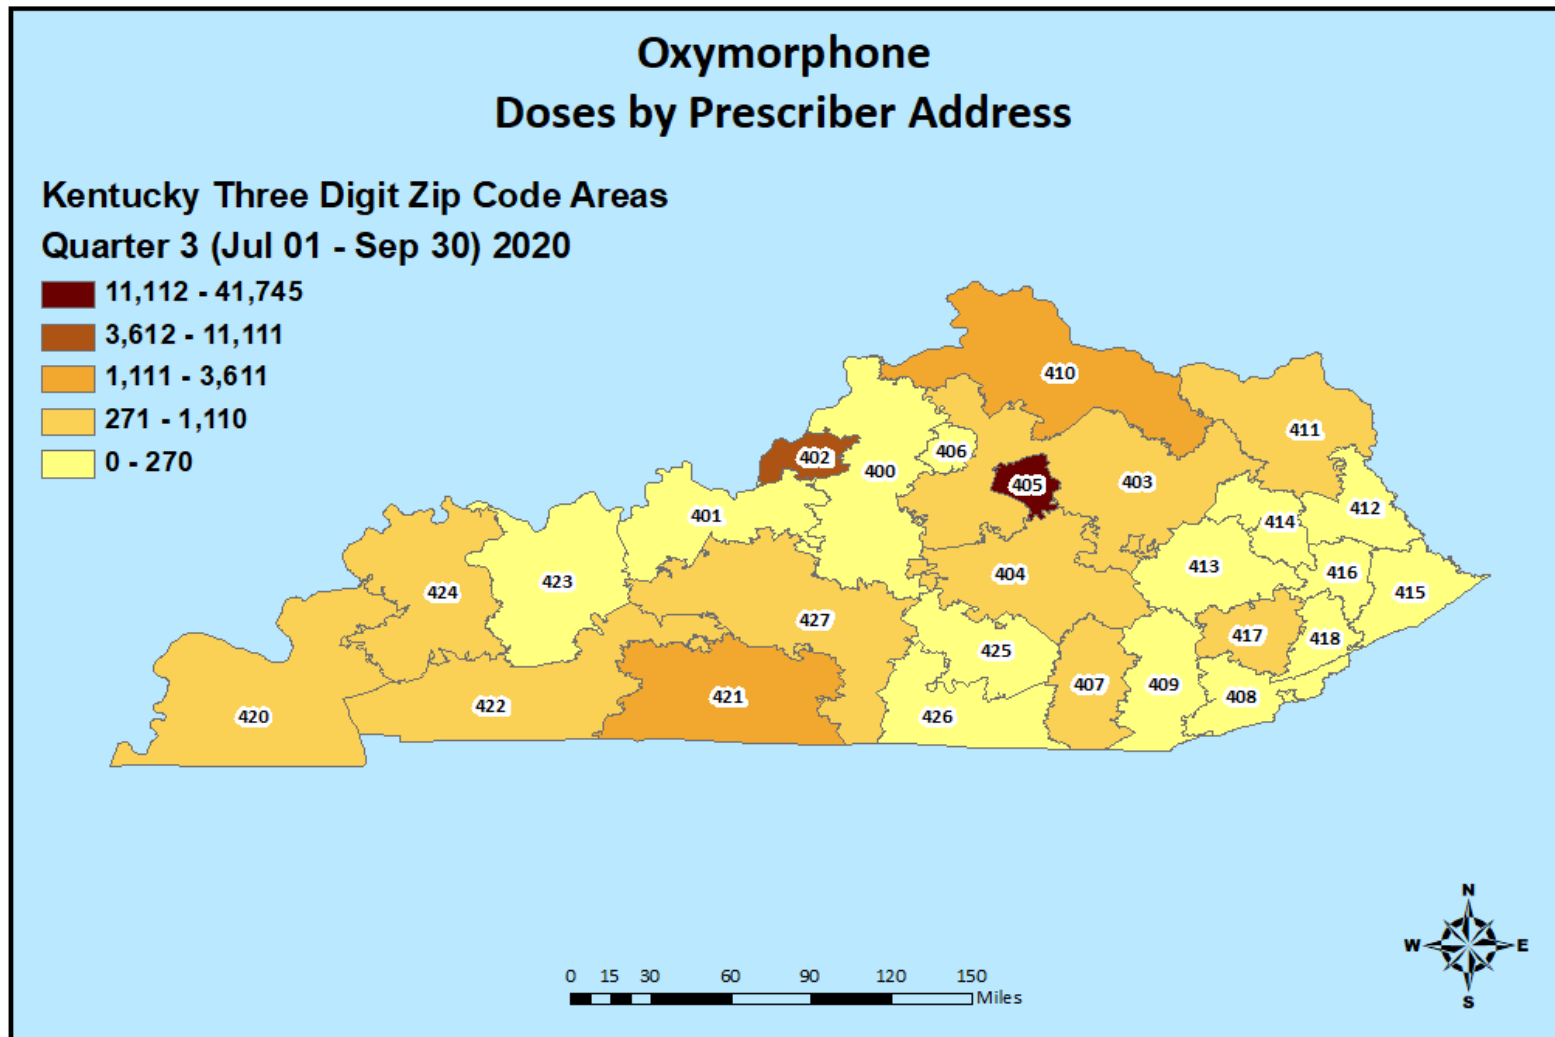 Oxymorphone
Doses by Prescriber Address
Kentucky Three Digit Zip Code Areas
Quarter 3 (Jul 01 - Sep 30) 2020
11,112 - 41,745
3,612 - 11,111
1,111 - 3,611
271 - 1,110
0 - 270
410
411
406
402
400
405
403
401
412
414
423
404
413
416
424
415
427
417
418
425
421
407
409
408
422
426
420
N
W E
S
0 15 30 60 90 120 150
Miles